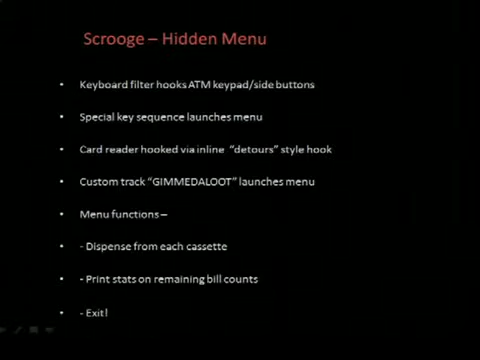 Scrooge – Hidden Menu
• Keyboard filter hooks ATM keypad/side buttons
• Special key sequence launches menu
• Card reader hooked via inline “detours” style hook
• Custom track “GIMMEDALOOT” launches menu
• Menu functions –
• - Dispense from each cassette
• - Print stats on remaining bill counts
• - Exit!